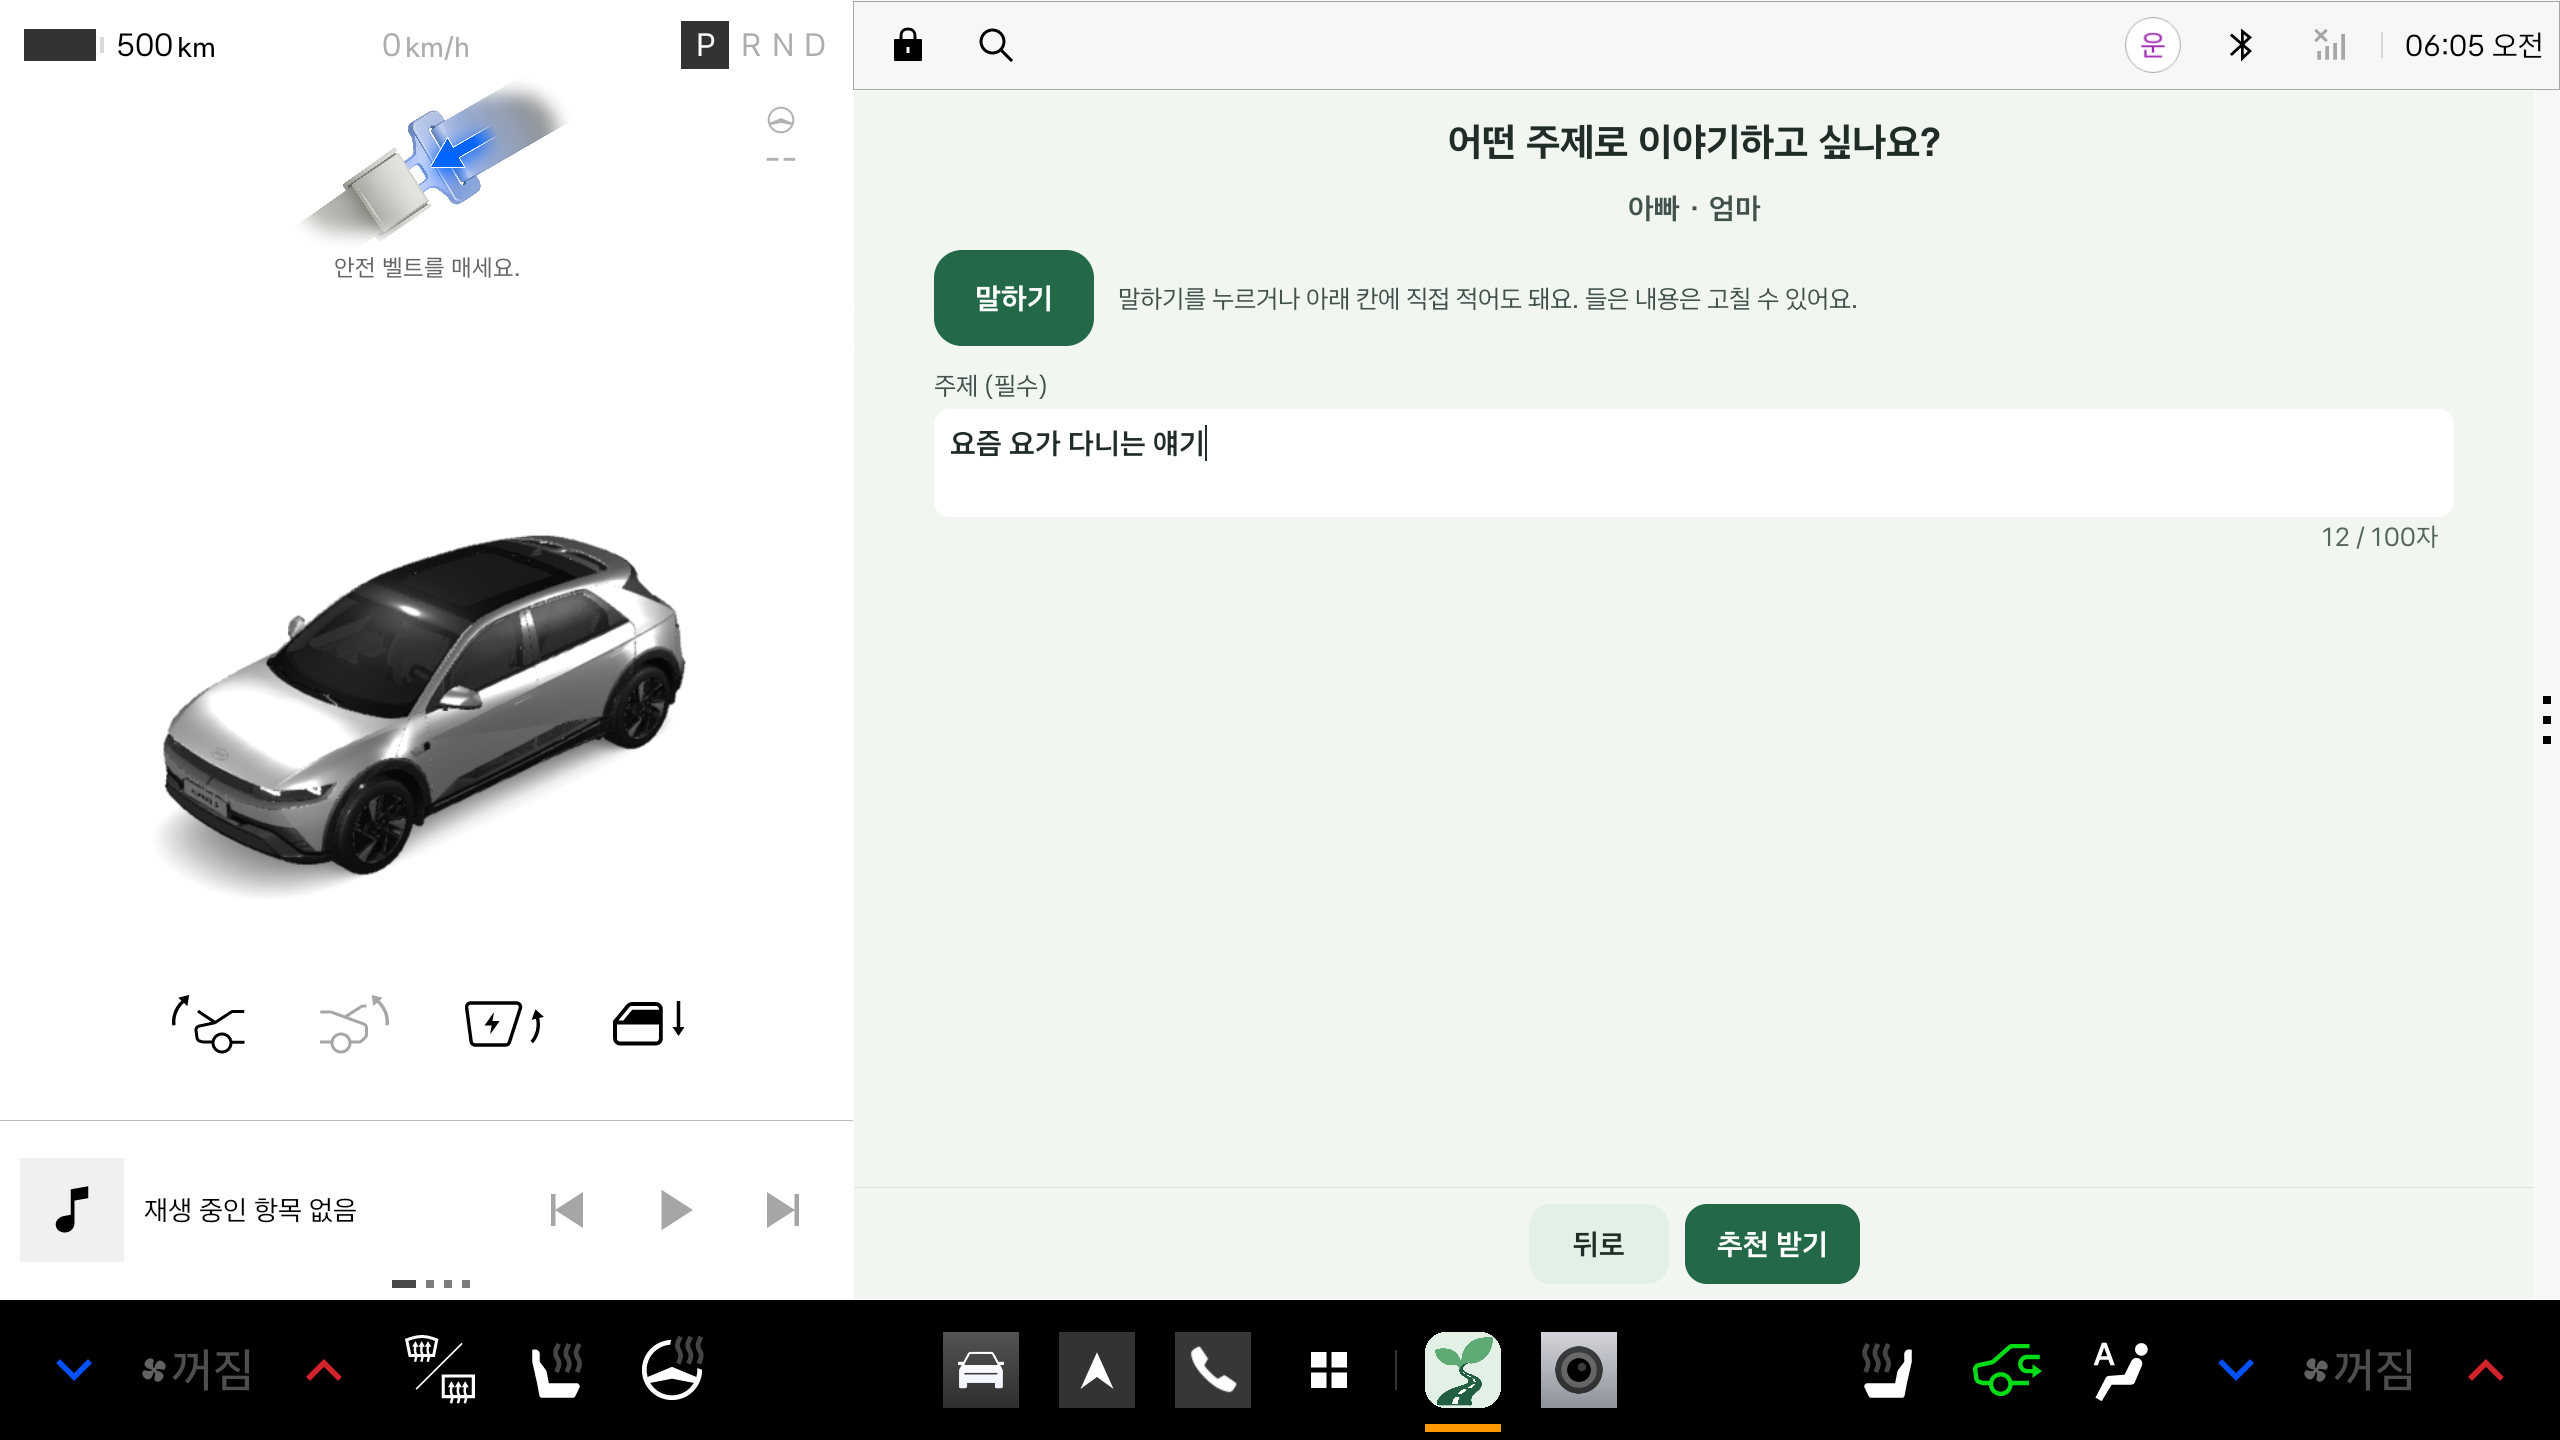 500 km
0 km/h
P R N D
운
06:05 오전
안전 벨트를 매세요.
어떤 주제로 이야기하고 싶나요?
아빠 · 엄마
말하기
말하기를 누르거나 아래 칸에 직접 적어도 돼요. 들은 내용은 고칠 수 있어요.
주제 (필수)
요즘 요가 다니는 얘기
12 / 100자
재생 중인 항목 없음
뒤로
추천 받기
꺼짐
A
꺼짐